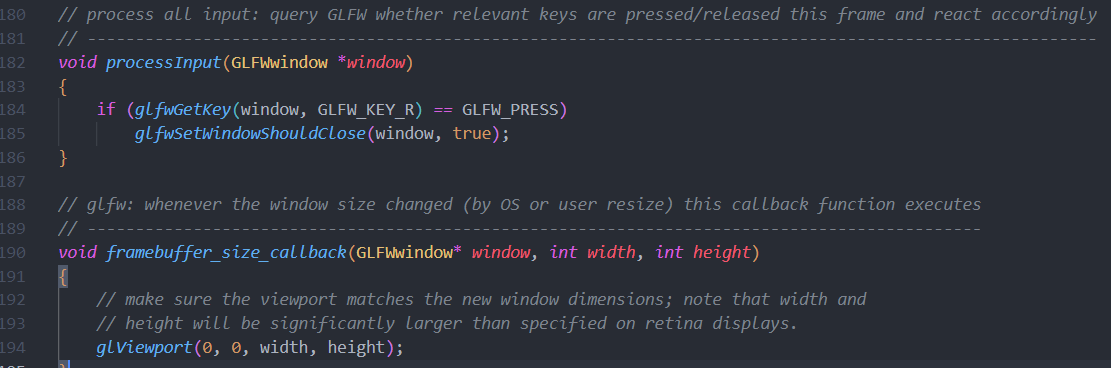 180 // process all input: query GLFW whether relevant keys are pressed/released this frame and react accordingly
181 // ---------------------------------------------------------------------------------------------------------
182 void processInput(GLFWwindow *window)
183 {
184 if (glfwGetKey(window, GLFW_KEY_R) == GLFW_PRESS)
185 glfwSetWindowShouldClose(window, true);
186 }
187
188 // glfw: whenever the window size changed (by OS or user resize) this callback function executes
189 // ---------------------------------------------------------------------------------------------
190 void framebuffer_size_callback(GLFWwindow* window, int width, int height)
191 {
192 // make sure the viewport matches the new window dimensions; note that width and
193 // height will be significantly larger than specified on retina displays.
194 glViewport(0, 0, width, height);
195 }